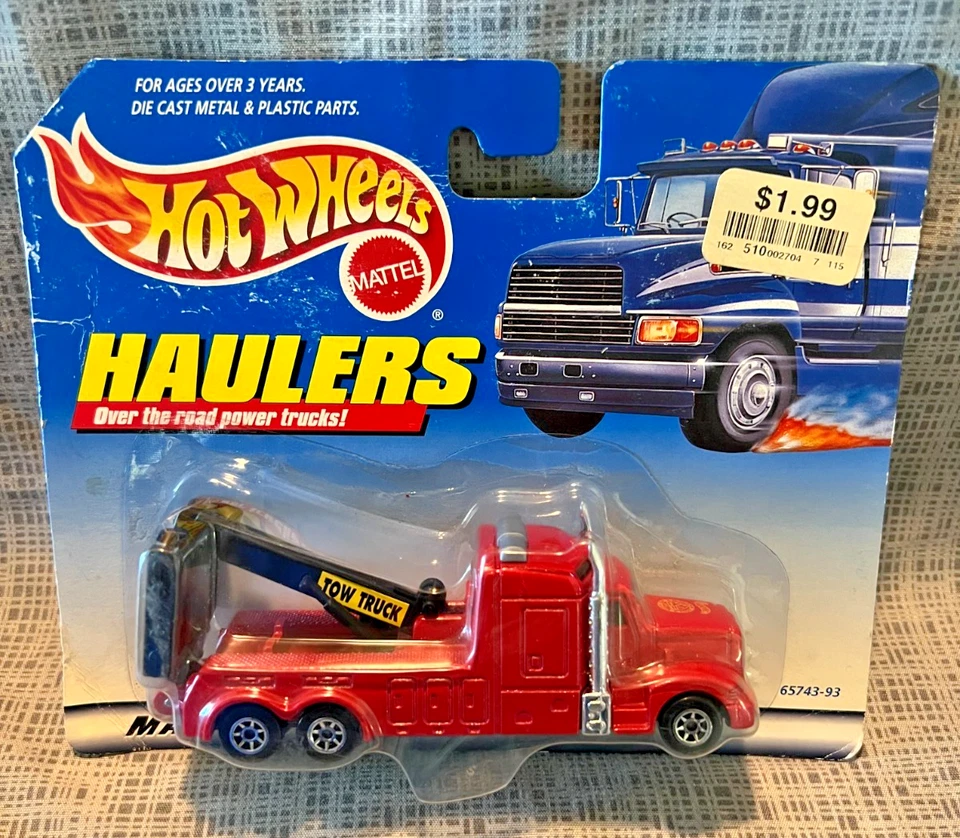 FOR AGES OVER 3 YEARS.
DIE CAST METAL & PLASTIC PARTS.
HOT WHEELS
MATTEL
®
HAULERS
Over the road power trucks!
$1.99
162 510002704 7 115
TOW TRUCK
65743-93